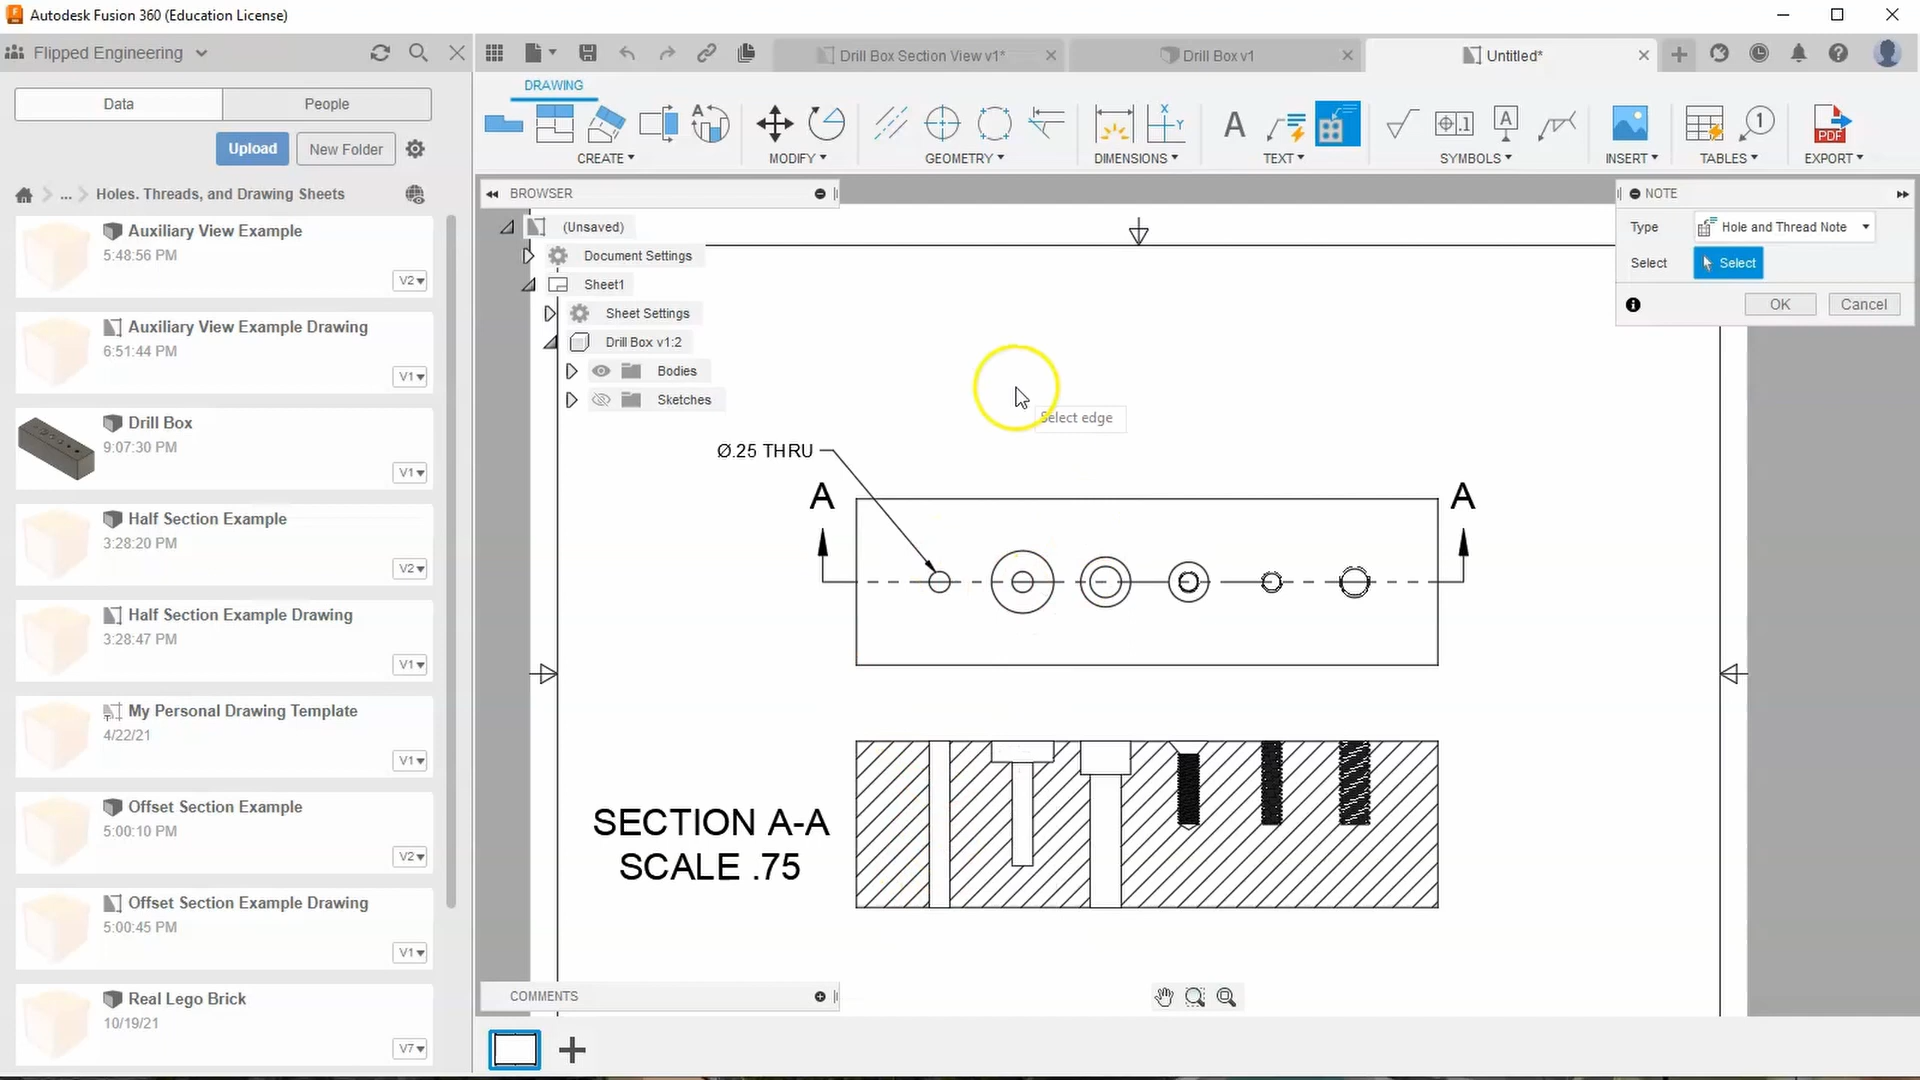 Autodesk Fusion 360 (Education License)
Flipped Engineering
Drill Box Section View v1*
Drill Box v1
Untitled*
Data
People
Upload
New Folder
... Holes. Threads, and Drawing Sheets
Auxiliary View Example
5:48:56 PM
V2
Auxiliary View Example Drawing
6:51:44 PM
V1
Drill Box
9:07:30 PM
V1
Half Section Example
3:28:20 PM
V2
Half Section Example Drawing
3:28:47 PM
V1
My Personal Drawing Template
4/22/21
V1
Offset Section Example
5:00:10 PM
V2
Offset Section Example Drawing
5:00:45 PM
V1
Real Lego Brick
10/19/21
V7
DRAWING
CREATE
MODIFY
GEOMETRY
DIMENSIONS
TEXT
SYMBOLS
INSERT
TABLES
EXPORT
PDF
BROWSER
(Unsaved)
Document Settings
Sheet1
Sheet Settings
Drill Box v1:2
Bodies
Sketches
NOTE
Type
Hole and Thread Note
Select
Select
OK
Cancel
Select edge
Ø.25 THRU
A
A
SECTION A-A
SCALE .75
COMMENTS